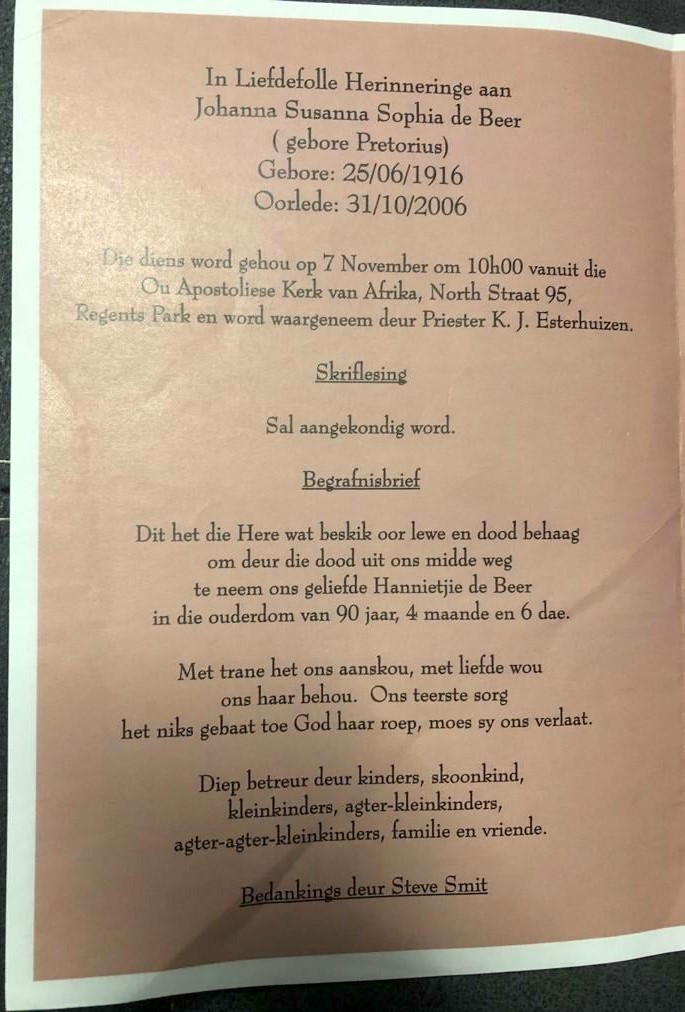 In Liefdefolle Herinneringe aan
Johanna Susanna Sophia de Beer
( gebore Pretorius)
Gebore: 25/06/1916
Oorlede: 31/10/2006
Die diens word gehou op 7 November om 10h00 vanuit die
Ou Apostoliese Kerk van Afrika, North Straat 95,
Regents Park en word waargeneem deur Priester K. J. Esterhuizen.
Skriflesing
Sal aangekondig word.
Begrafnisbrief
Dit het die Here wat beskik oor lewe en dood behaag
om deur die dood uit ons midde weg
te neem ons geliefde Hannietjie de Beer
in die ouderdom van 90 jaar, 4 maande en 6 dae.
Met trane het ons aanskou, met liefde wou
ons haar behou. Ons teerste sorg
het niks gebaat toe God haar roep, moes sy ons verlaat.
Diep betreur deur kinders, skoonkind,
kleinkinders, agter-kleinkinders,
agter-agter-kleinkinders, familie en vriende.
Bedankings deur Steve Smit